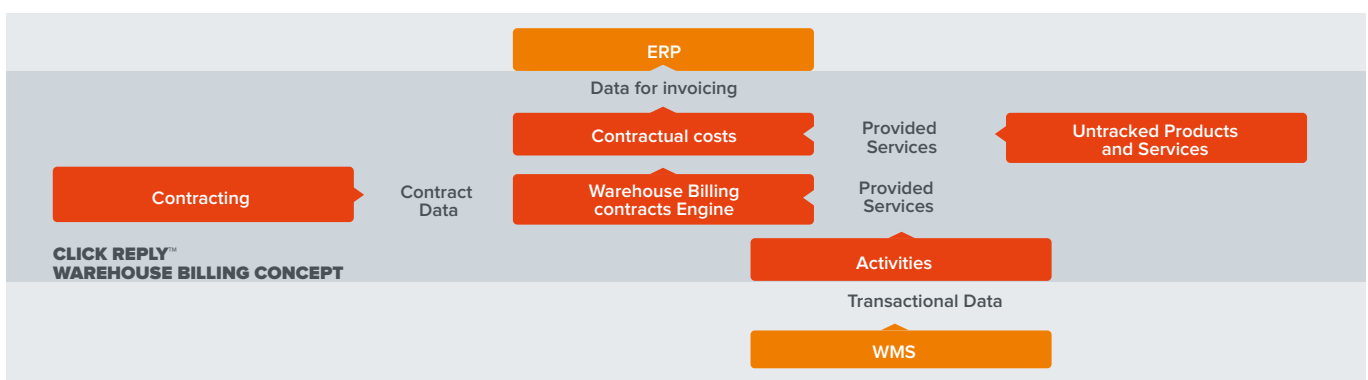 ERP
Data for invoicing
Contractual costs
Provided
Services
Untracked Products
and Services
Contracting
Contract
Data
Warehouse Billing
contracts Engine
Provided
Services
CLICK REPLY™
WAREHOUSE BILLING CONCEPT
Activities
Transactional Data
WMS